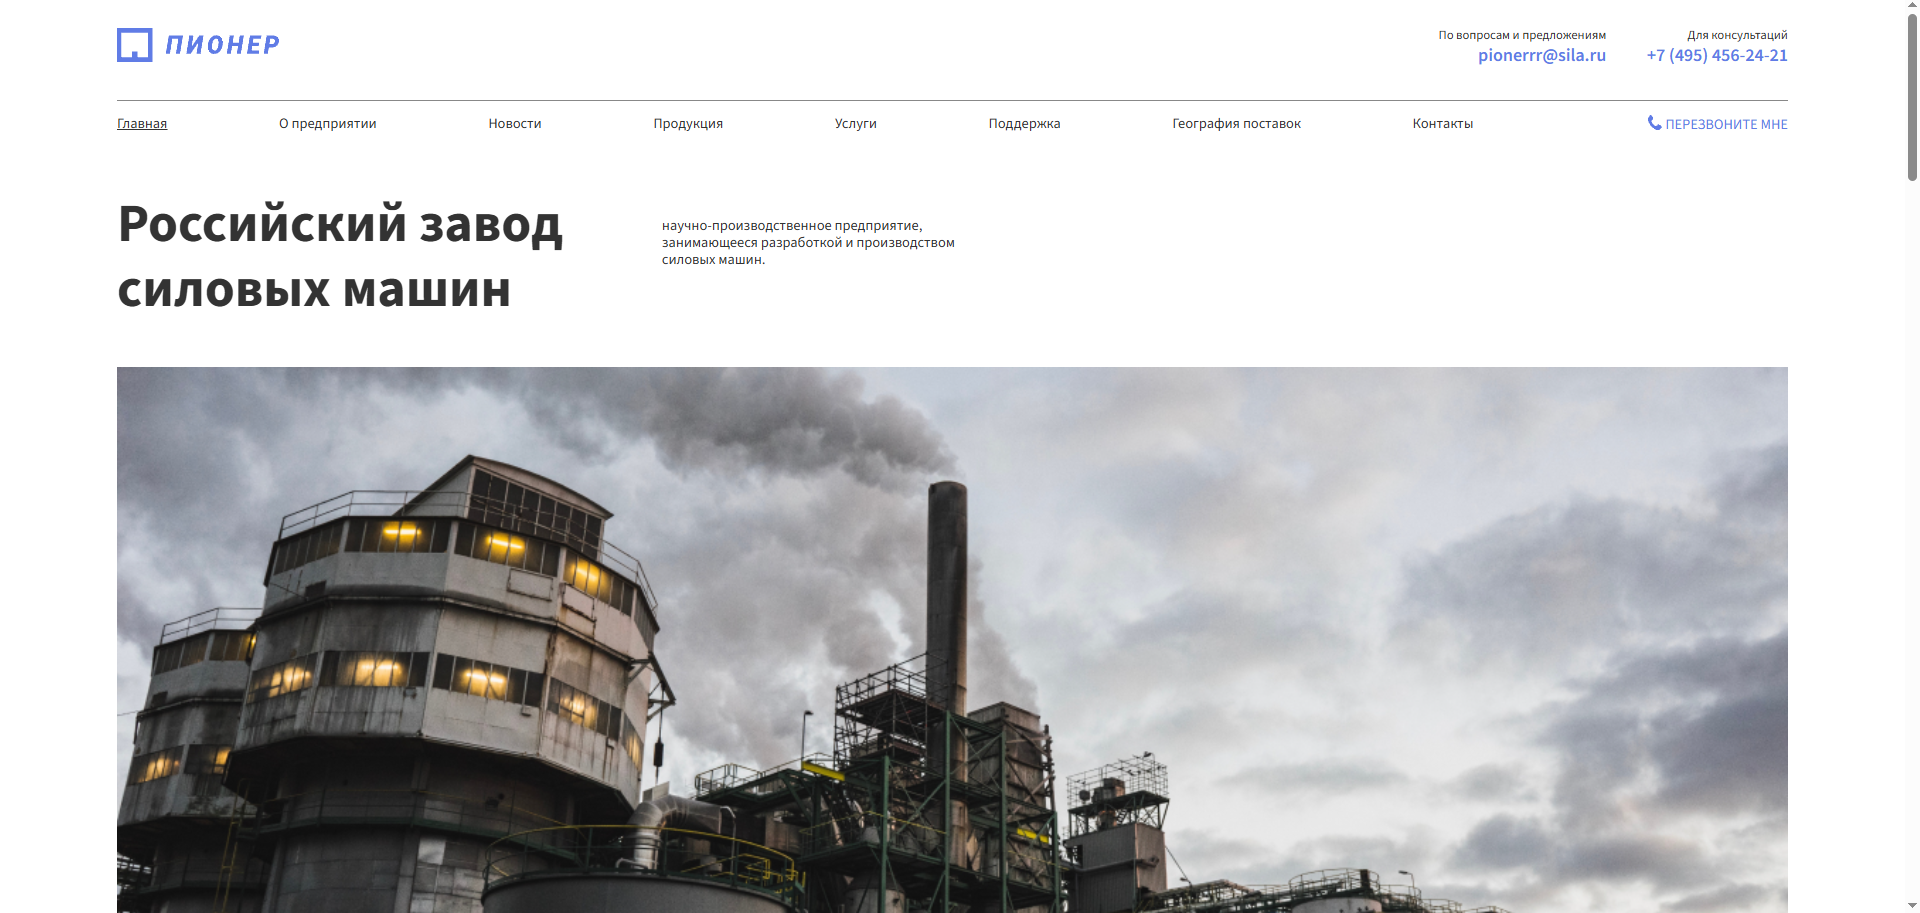 ПИОНЕР
По вопросам и предложениям
pionerrr@sila.ru
Для консультаций
+7 (495) 456-24-21
Главная
О предприятии
Новости
Продукция
Услуги
Поддержка
География поставок
Контакты
ПЕРЕЗВОНИТЕ МНЕ
Российский завод
силовых машин
научно-производственное предприятие,
занимающееся разработкой и производством
силовых машин.